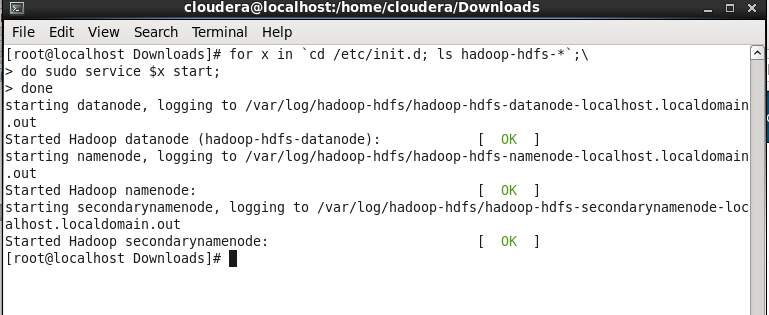 cloudera@localhost:/home/cloudera/Downloads
File Edit View Search Terminal Help
[root@localhost Downloads]# for x in `cd /etc/init.d; ls hadoop-hdfs-*`;\
> do sudo service $x start;
> done
starting datanode, logging to /var/log/hadoop-hdfs/hadoop-hdfs-datanode-localhost.localdomain
.out
Started Hadoop datanode (hadoop-hdfs-datanode): [ OK ]
starting namenode, logging to /var/log/hadoop-hdfs/hadoop-hdfs-namenode-localhost.localdomain
.out
Started Hadoop namenode: [ OK ]
starting secondarynamenode, logging to /var/log/hadoop-hdfs/hadoop-hdfs-secondarynamenode-loc
alhost.localdomain.out
Started Hadoop secondarynamenode: [ OK ]
[root@localhost Downloads]#